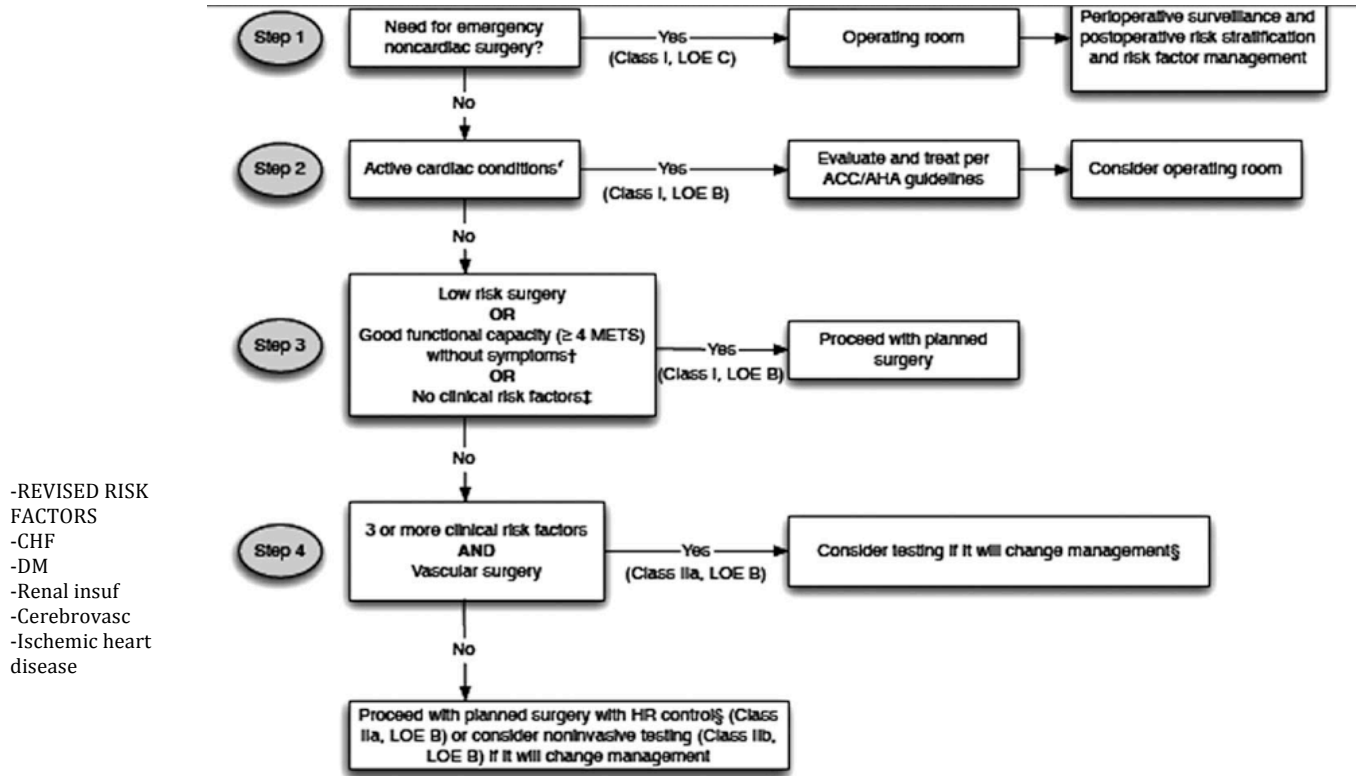 Step 1
Need for emergency
noncardiac surgery?
Yes
(Class I, LOE C)
Operating room
Perioperative surveillance and
postoperative risk stratification
and risk factor management
No
Step 2
Active cardiac conditions*
Yes
(Class I, LOE B)
Evaluate and treat per
ACC/AHA guidelines
Consider operating room
No
Step 3
Low risk surgery
OR
Good functional capacity (≥ 4 METS)
without symptoms†
OR
No clinical risk factors‡
Yes
(Class I, LOE B)
Proceed with planned
surgery
No
-REVISED RISK
FACTORS
-CHF
-DM
-Renal insuf
-Cerebrovasc
-Ischemic heart
disease
Step 4
3 or more clinical risk factors
AND
Vascular surgery
Yes
(Class IIa, LOE B)
Consider testing if it will change management§
No
Proceed with planned surgery with HR control§ (Class
IIa, LOE B) or consider noninvasive testing (Class IIb,
LOE B) if it will change management